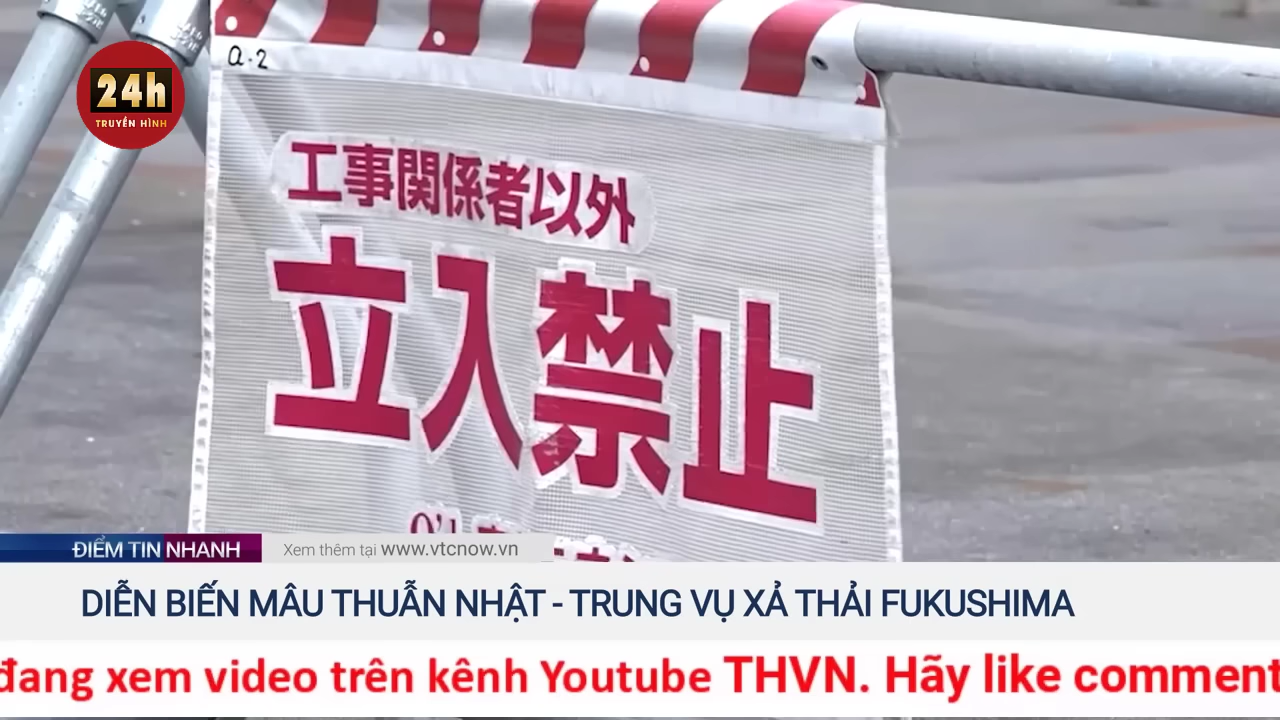 a-2
24h
TRUYỀN HÌNH
工事関係者以外
立入禁止
ĐIỂM TIN NHANH
Xem thêm tại www.vtcnow.vn
DIỄN BIẾN MÂU THUẪN NHẬT - TRUNG VỤ XẢ THẢI FUKUSHIMA
đang xem video trên kênh Youtube THVN. Hãy like comment